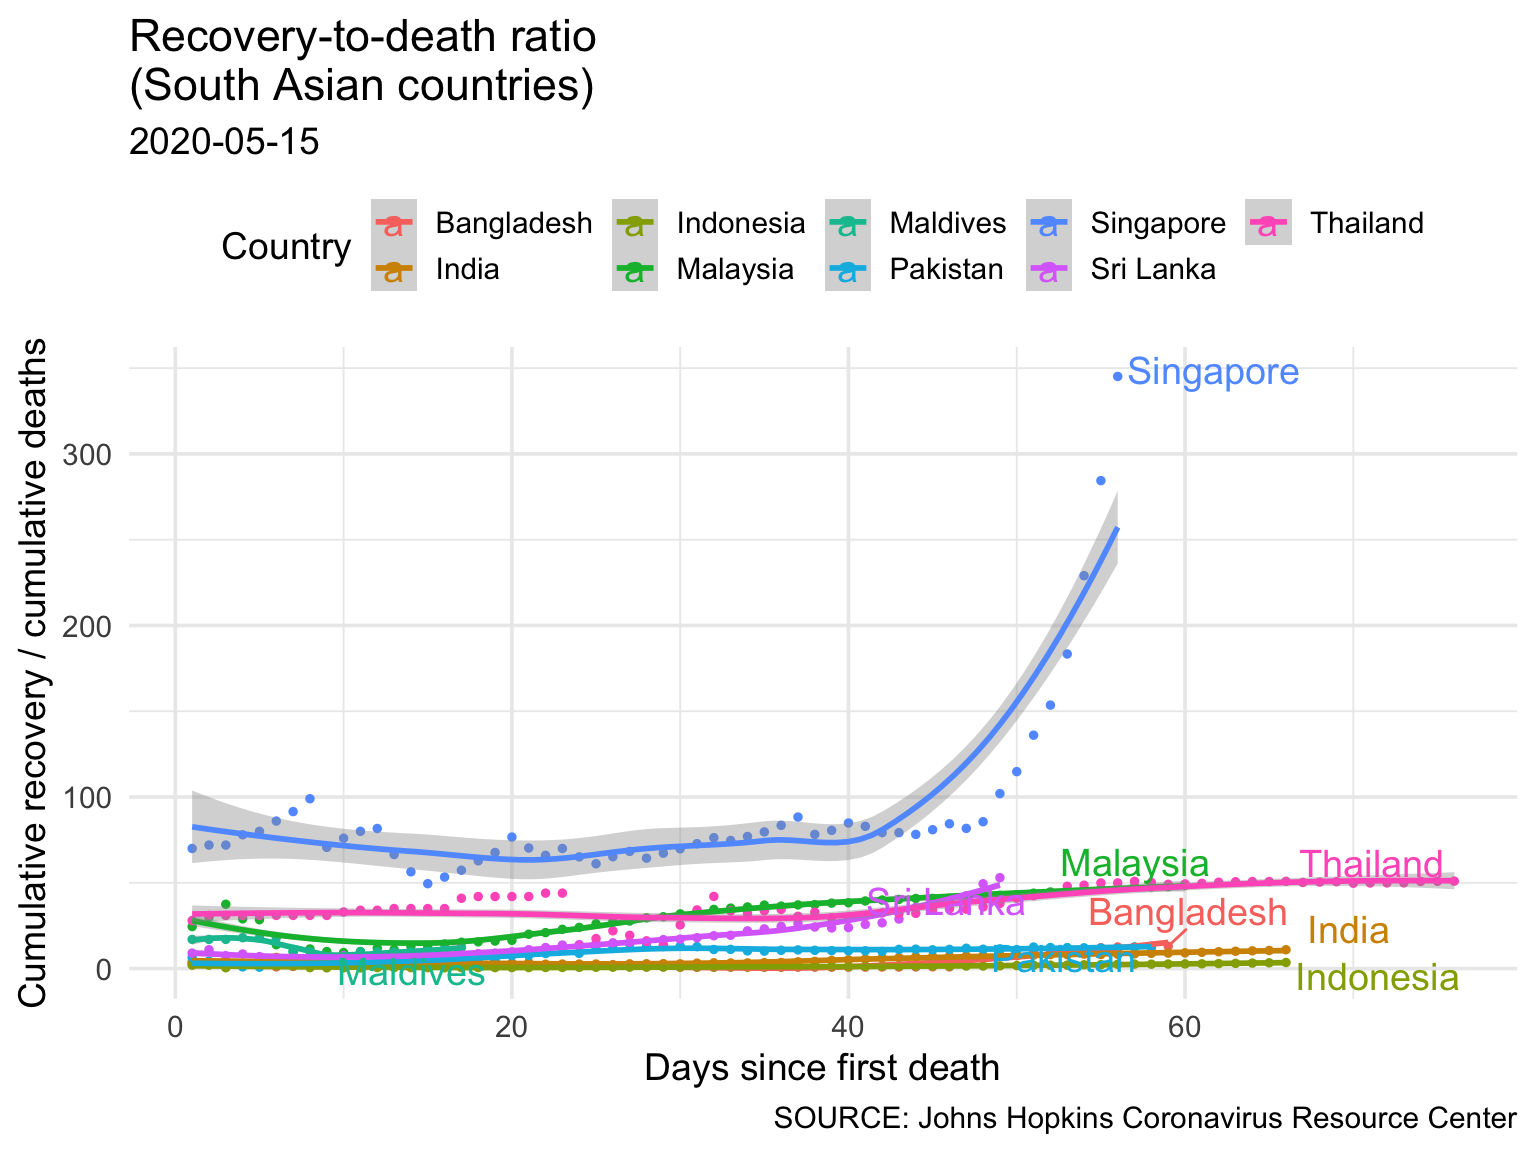 Recovery-to-death ratio
(South Asian countries)
2020-05-15
Country
a Bangladesh
a Indonesia
a Maldives
a Singapore
a Thailand
a India
a Malaysia
a Pakistan
a Sri Lanka
Cumulative recovery / cumulative deaths
300
200
100
0
Singapore
Malaysia
Thailand
Sri Lanka
Bangladesh
India
Pakistan
Maldives
Indonesia
0
20
40
60
Days since first death
SOURCE: Johns Hopkins Coronavirus Resource Center